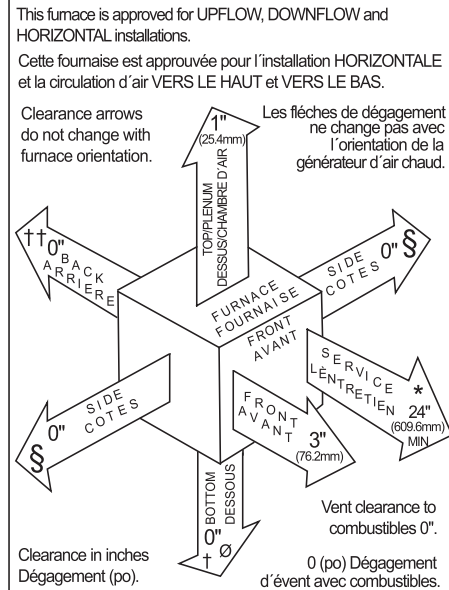 This furnace is approved for UPFLOW, DOWNFLOW and
HORIZONTAL installations.
Cette fournaise est approuvée pour l´installation HORIZONTALE
et la circulation d´air VERS LE HAUT et VERS LE BAS.
Clearance arrows
do not change with
furnace orientation.
Les fléches de dégagement
ne change pas avec
l´orientation de la
générateur d´air chaud.
1"
(25.4mm)
TOP/PLENUM
DESSUS/CHAMBRE D´AIR
††0"
BACK
ARRIERE
SIDE
COTES
0" §
FURNACE
FOURNAISE
FRONT
AVANT
SERVICE
LÈNTRETIEN
*
24"
(609.6mm)
MIN
§ 0"
SIDE
COTES
FRONT
AVANT
3"
(76.2mm)
BOTTOM
DESSOUS
0"
† Ø
Vent clearance to
combustibles 0".
Clearance in inches
Dégagement (po).
0 (po) Dégagement
d´évent avec combustibles.